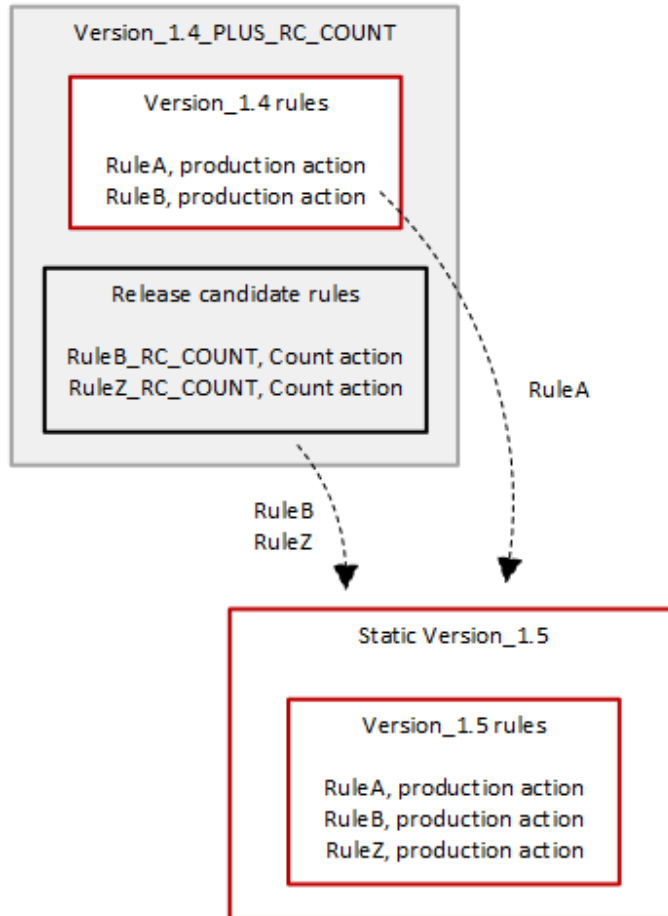 Version_1.4_PLUS_RC_COUNT
Version_1.4 rules
RuleA, production action
RuleB, production action
Release candidate rules
RuleB_RC_COUNT, Count action
RuleZ_RC_COUNT, Count action
RuleA
RuleB
RuleZ
Static Version_1.5
Version_1.5 rules
RuleA, production action
RuleB, production action
RuleZ, production action